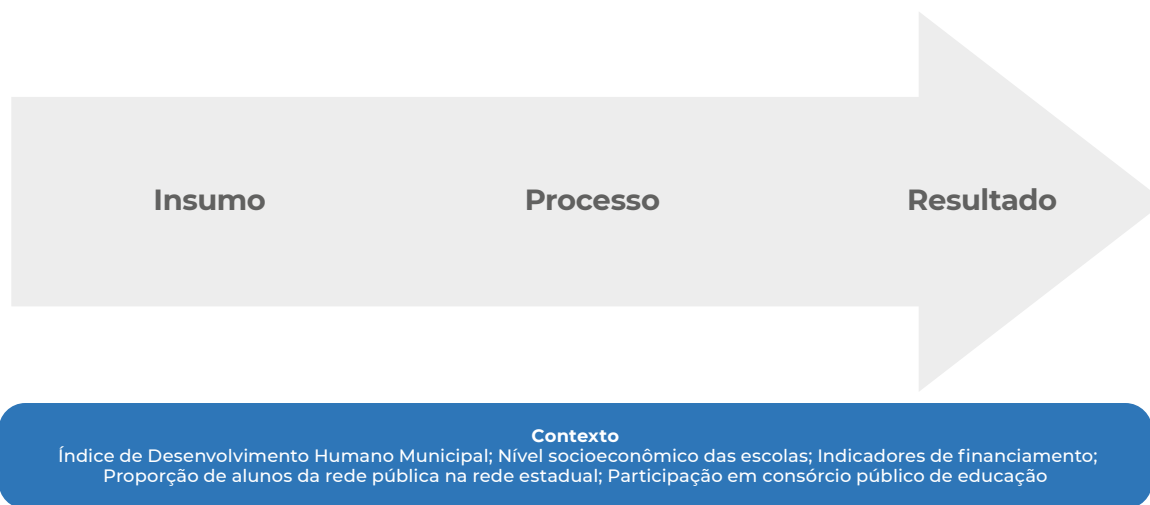 Insumo
Processo
Resultado
Contexto
Índice de Desenvolvimento Humano Municipal; Nível socioeconômico das escolas; Indicadores de financiamento;
Proporção de alunos da rede pública na rede estadual; Participação em consórcio público de educação